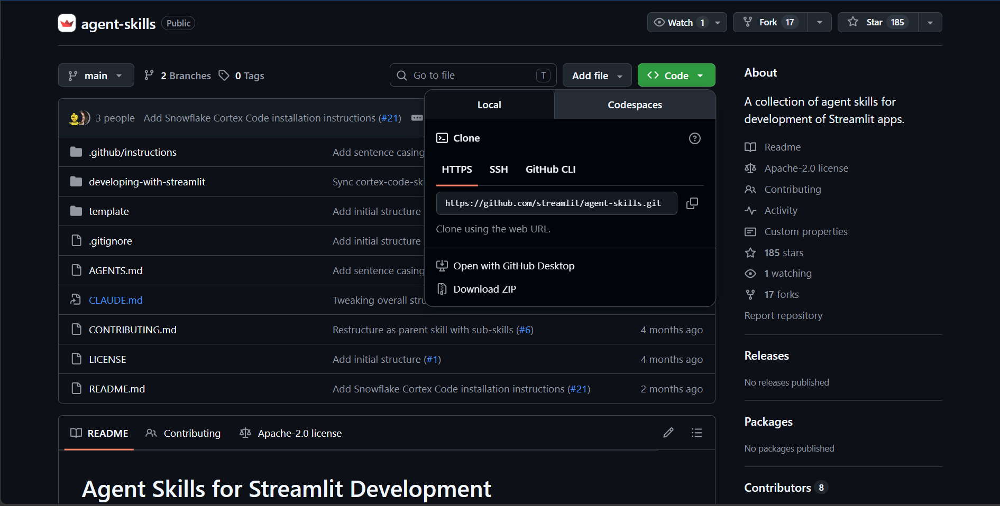 agent-skills Public
Watch 1
Fork 17
Star 185
main
2 Branches
0 Tags
Go to file
T
Add file
Code
3 people Add Snowflake Cortex Code installation instructions (#21)
.github/instructions Add sentence casing
developing-with-streamlit Sync cortex-code-sk
template Add initial structure
.gitignore Add initial structure
AGENTS.md Add sentence casing
CLAUDE.md Tweaking overall stru
CONTRIBUTING.md Restructure as parent skill with sub-skills (#6) 4 months ago
LICENSE Add initial structure (#1) 4 months ago
README.md Add Snowflake Cortex Code installation instructions (#21) 2 months ago
Local
Codespaces
Clone
HTTPS SSH GitHub CLI
https://github.com/streamlit/agent-skills.git
Clone using the web URL.
Open with GitHub Desktop
Download ZIP
README Contributing Apache-2.0 license
Agent Skills for Streamlit Development
About
A collection of agent skills for
development of Streamlit apps.
Readme
Apache-2.0 license
Contributing
Activity
Custom properties
185 stars
1 watching
17 forks
Report repository
Releases
No releases published
Packages
No packages published
Contributors 8